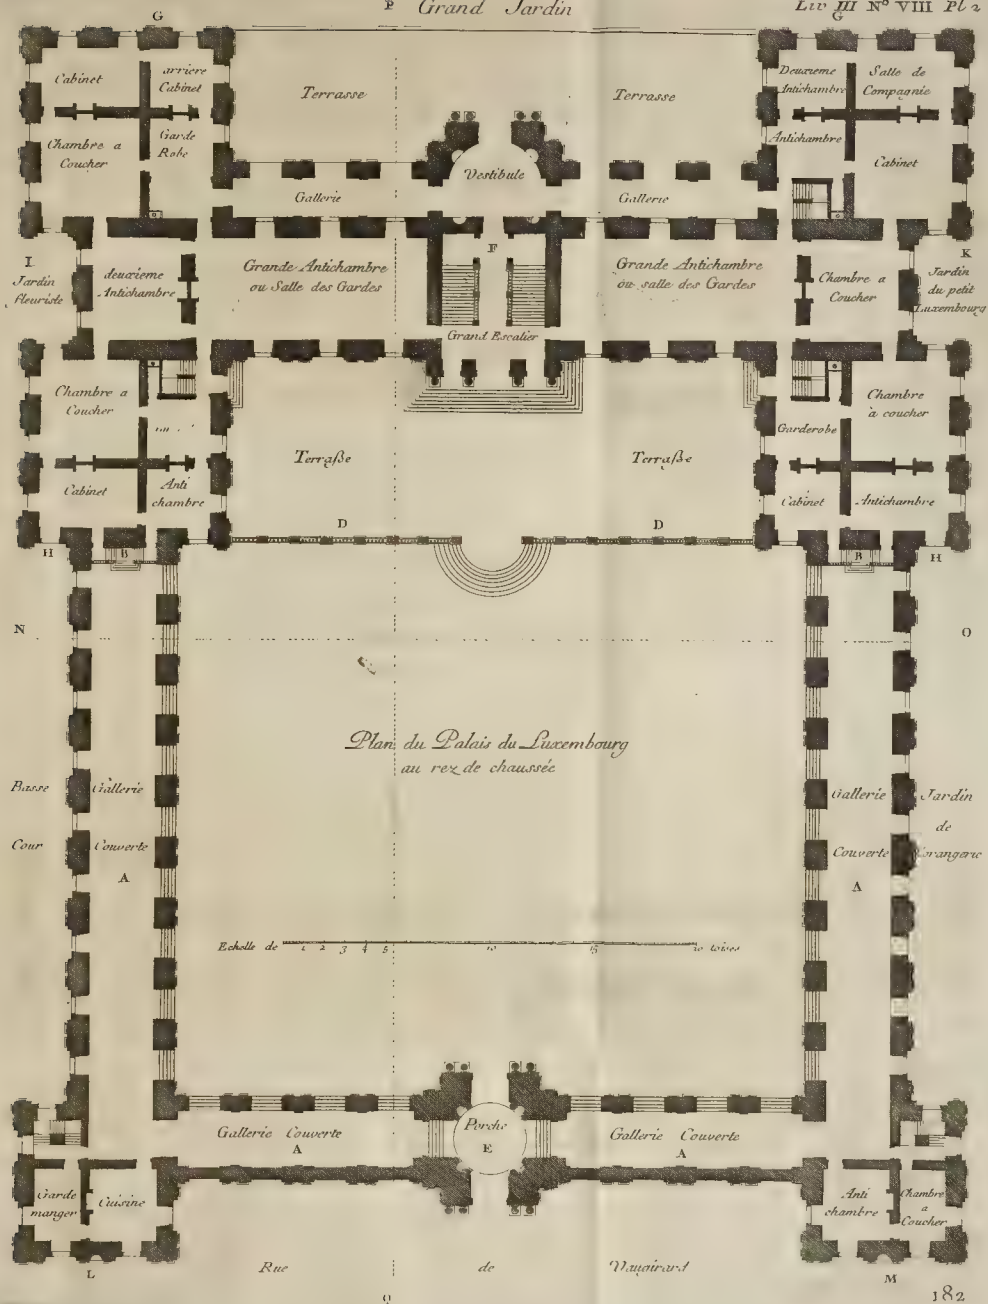 P Grand Jardin
Liv III N° VIII Pl 2
G
G
Cabinet
arriere Cabinet
Terrasse
Terrasse
Deuxieme Antichambre
Salle de Compagnie
Chambre a Coucher
Garde Robe
Vestibule
Antichambre
Cabinet
Gallerie
Gallerie
F
I
K
Jardin fleuriste
deuxieme Antichambre
Grande Antichambre
ou Salle des Gardes
Grande Antichambre
ou salle des Gardes
Chambre a Coucher
Jardin du petit Luxembourg
Grand Escalier
Chambre a Coucher
Chambre à coucher
Garderobe
Terraße
Terraße
Cabinet
Anti chambre
Cabinet
Antichambre
D
D
H
B
B
H
N
O
Plan du Palais du Luxembourg
au rez de chaussée
Basse
Gallerie
Gallerie
Jardin
de
Cour
Couverte
Couverte
l'orangerie
A
A
Echelle de 1 2 3 4 5 10 15 20 toises
Gallerie Couverte
Porche
Gallerie Couverte
A
E
A
Garde manger
Cuisine
Anti chambre
Chambre a Coucher
Rue de Vaugirard
L
M
Q
182